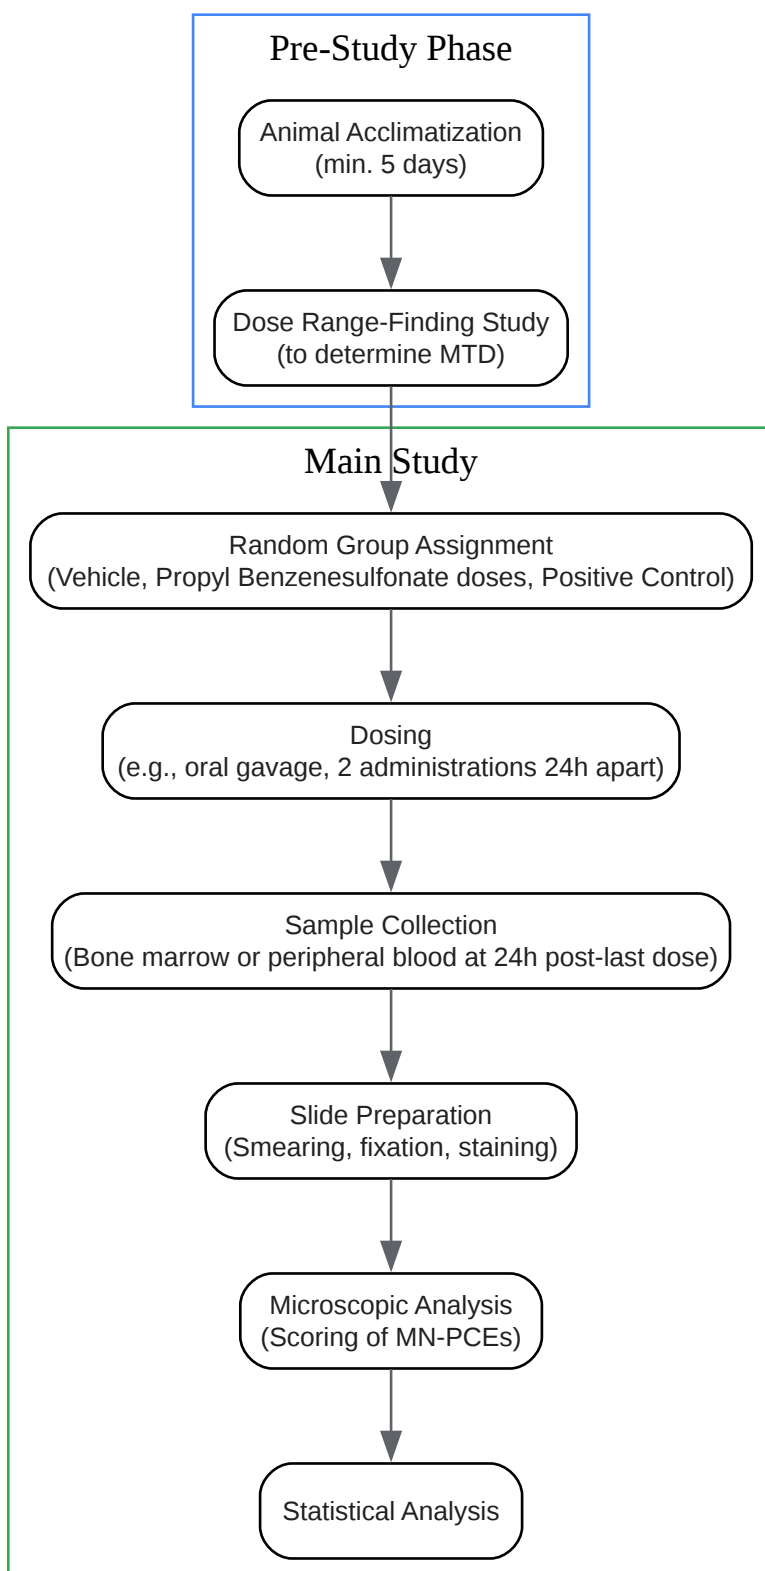 Pre-Study Phase
Animal Acclimatization
(min. 5 days)
Dose Range-Finding Study
(to determine MTD)
Main Study
Random Group Assignment
(Vehicle, Propyl Benzenesulfonate doses, Positive Control)
Dosing
(e.g., oral gavage, 2 administrations 24h apart)
Sample Collection
(Bone marrow or peripheral blood at 24h post-last dose)
Slide Preparation
(Smearing, fixation, staining)
Microscopic Analysis
(Scoring of MN-PCEs)
Statistical Analysis